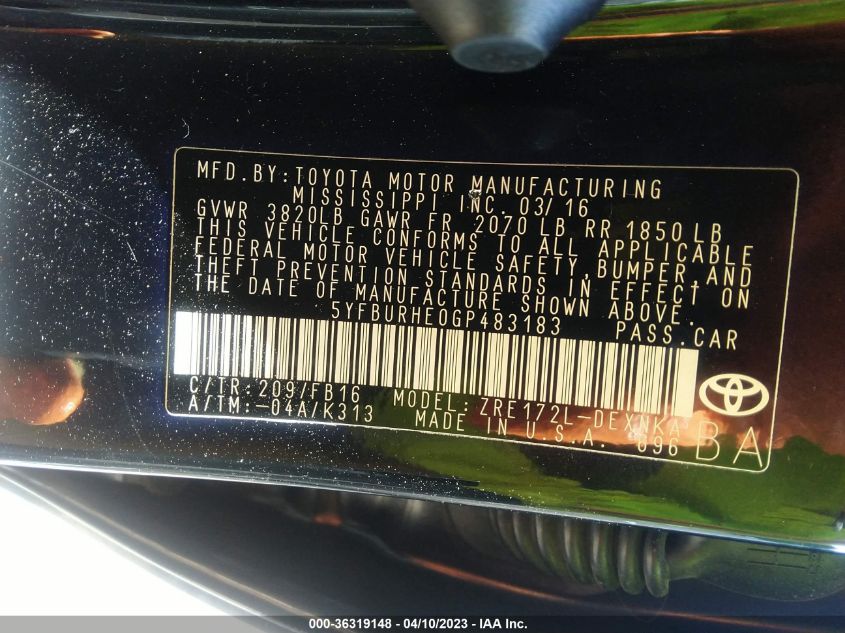 MFD.BY:TOYOTA MOTOR MANUFACTURING
MISSISSIPPI INC. 03/16
GVWR 3820LB GAWR FR 2070 LB RR 1850 LB
THIS VEHICLE CONFORMS TO ALL APPLICABLE
FEDERAL MOTOR VEHICLE SAFETY,BUMPER,AND
THEFT PREVENTION STANDARDS IN EFFECT ON
THE DATE OF MANUFACTURE SHOWN ABOVE.
5YFBURHE0GP483183 PASS.CAR
C/TR:209/FB16 MODEL:ZRE172L-DEXNKA
A/TM:-04A/K313 MADE IN U.S.A. 696
BA
000-36319148 - 04/10/2023 - IAA Inc.